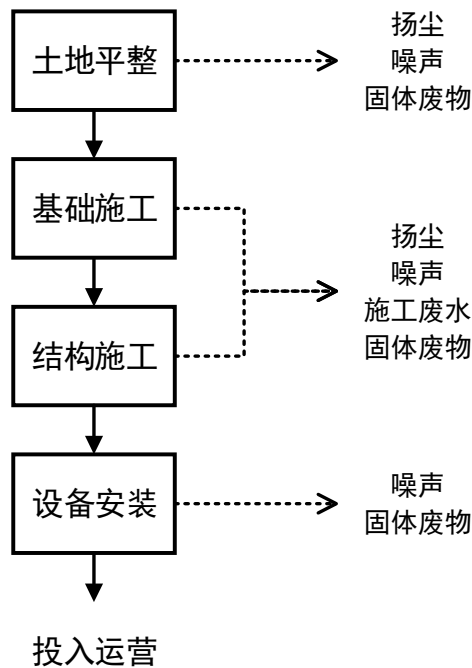 土地平整
扬尘
噪声
固体废物
基础施工
结构施工
扬尘
噪声
施工废水
固体废物
设备安装
噪声
固体废物
投入运营